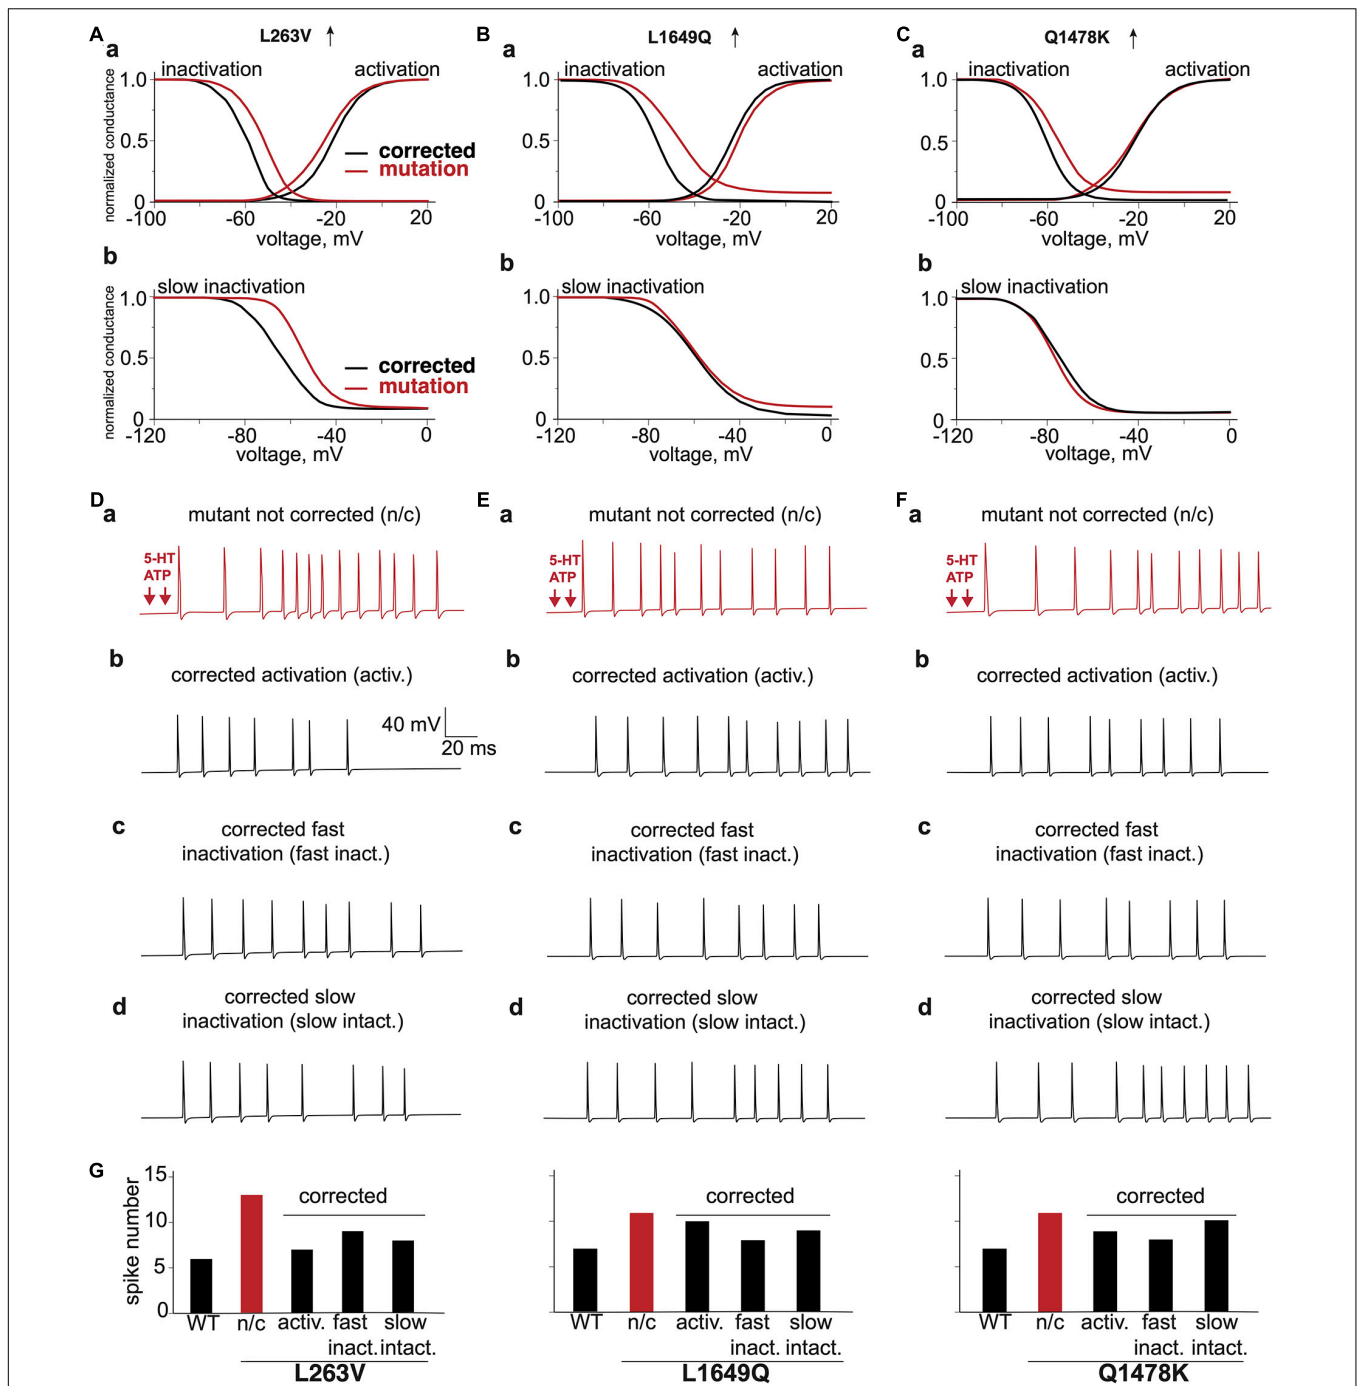 A L263V ↑ B L1649Q ↑ C Q1478K ↑
a a a
inactivation activation inactivation activation inactivation activation
normalized conductance
1.0 1.0 1.0
0.5 0.5 0.5
corrected
mutation
0 0 0
-100 -60 -20 20 -100 -60 -20 20 -100 -60 -20 20
voltage, mV voltage, mV voltage, mV
b b b
slow inactivation slow inactivation slow inactivation
normalized conductance
1.0 1.0 1.0
0.5 0.5 0.5
corrected
mutation
0 0 0
-120 -80 -40 0 -120 -80 -40 0 -120 -80 -40 0
voltage, mV voltage, mV voltage, mV
D E F
a mutant not corrected (n/c) a mutant not corrected (n/c) a mutant not corrected (n/c)
5-HT 5-HT 5-HT
ATP ATP ATP
b b b
corrected activation (activ.) corrected activation (activ.) corrected activation (activ.)
40 mV
20 ms
c corrected fast c corrected fast c corrected fast
inactivation (fast inact.) inactivation (fast inact.) inactivation (fast inact.)
d corrected slow d corrected slow d corrected slow
inactivation (slow intact.) inactivation (slow intact.) inactivation (slow intact.)
G
spike number
15
corrected corrected corrected
10
5
0
WT n/c activ. fast slow WT n/c activ. fast slow WT n/c activ. fast slow
inact. intact. inact. intact. inact. intact.
L263V L1649Q Q1478K